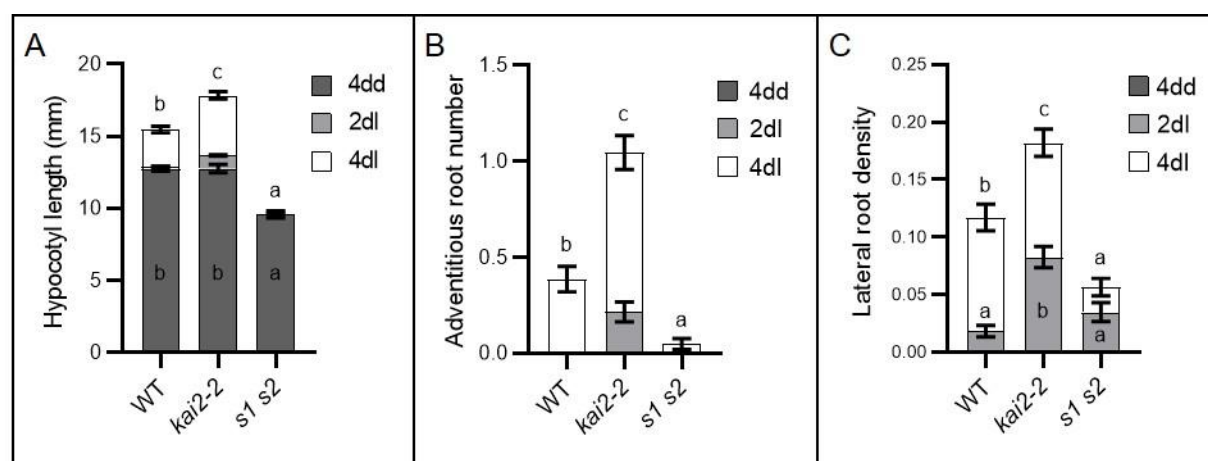 A
Hypocotyl length (mm)
20
15
10
5
0
b
c
a
b
b
a
WT
kai2-2
s1 s2
4dd
2dl
4dl
B
Adventitious root number
1.5
1.0
0.5
0.0
b
c
a
WT
kai2-2
s1 s2
4dd
2dl
4dl
C
Lateral root density
0.25
0.20
0.15
0.10
0.05
0.00
b
a
c
b
a
a
WT
kai2-2
s1 s2
4dd
2dl
4dl